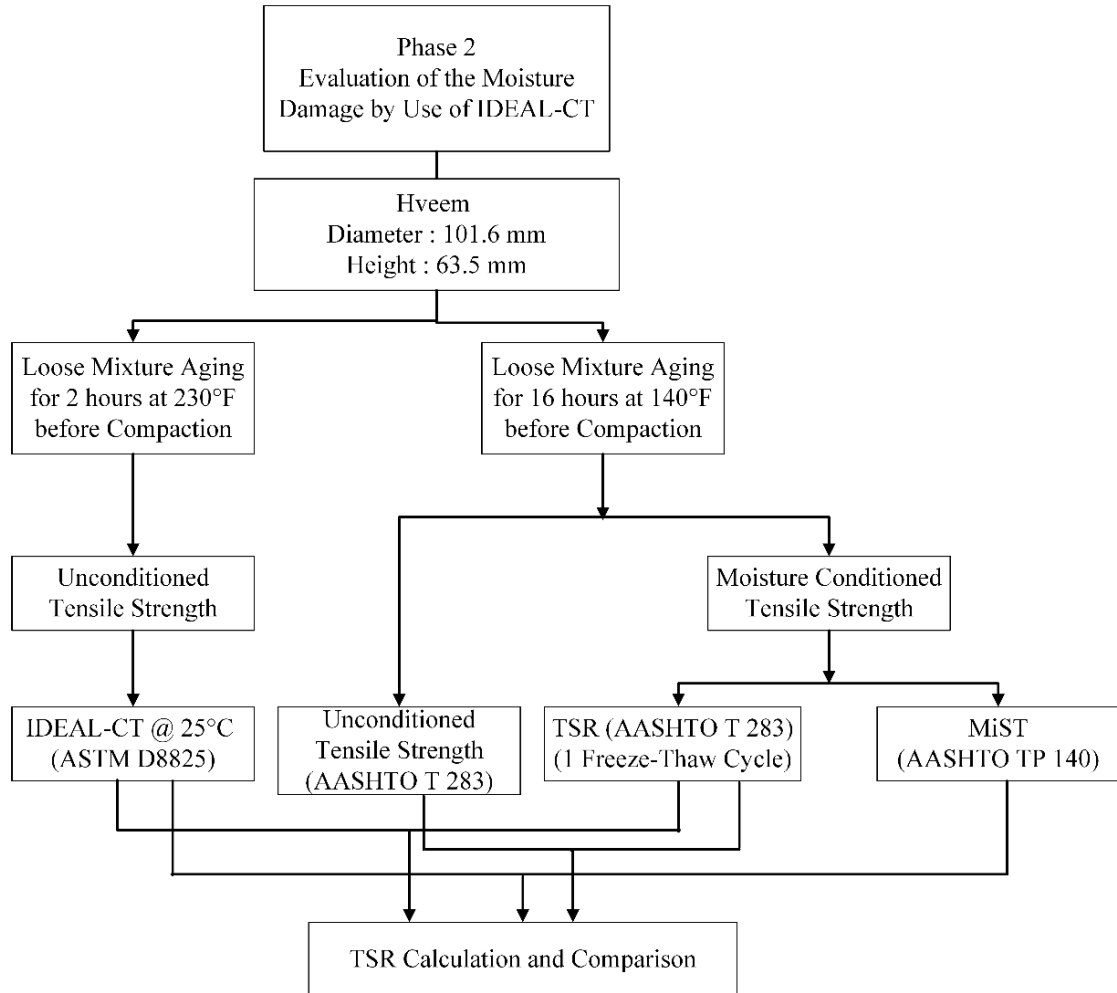 Phase 2
Evaluation of the Moisture
Damage by Use of IDEAL-CT
Hveem
Diameter : 101.6 mm
Height : 63.5 mm
Loose Mixture Aging
for 2 hours at 230°F
before Compaction
Loose Mixture Aging
for 16 hours at 140°F
before Compaction
Unconditioned
Tensile Strength
Moisture Conditioned
Tensile Strength
IDEAL-CT @ 25°C
(ASTM D8825)
Unconditioned
Tensile Strength
(AASHTO T 283)
TSR (AASHTO T 283)
(1 Freeze-Thaw Cycle)
MiST
(AASHTO TP 140)
TSR Calculation and Comparison